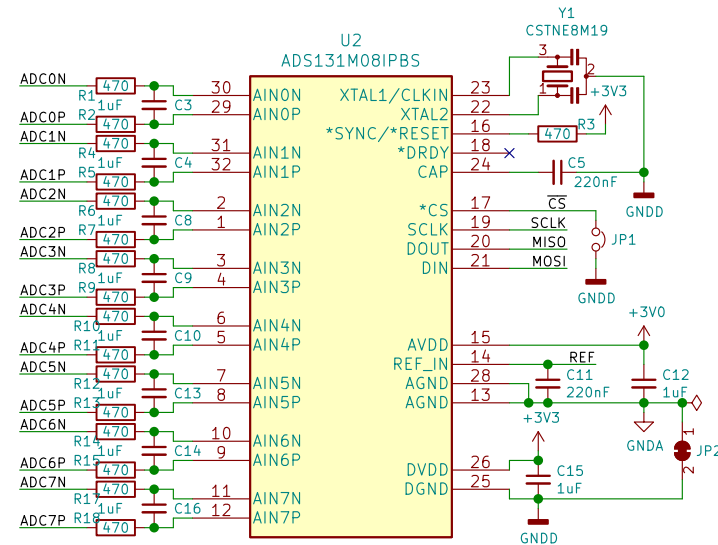 Y1
CSTNE8M19
U2
ADS131M08IPBS
3
2
1
+3V3
ADC0N
470
R1
1uF
C3
30
AIN0N
XTAL1/CLKIN
23
R2
ADC0P
470
29
AIN0P
XTAL2
22
ADC1N
470
R4
1uF
C4
31
AIN1N
*SYNC/*RESET
16
470
R3
*DRDY
18
R5
ADC1P
470
32
AIN1P
CAP
24
C5
220nF
GNDD
ADC2N
470
R6
1uF
C8
2
AIN2N
*CS
17
CS
R7
ADC2P
470
1
AIN2P
SCLK
19
SCLK
JP1
DOUT
20
MISO
ADC3N
470
R8
1uF
C9
3
AIN3N
DIN
21
MOSI
R9
ADC3P
470
4
AIN3P
GNDD
ADC4N
470
R10
1uF
C10
6
AIN4N
+3V0
R11
ADC4P
470
5
AIN4P
AVDD
15
REF_IN
14
REF
ADC5N
470
R12
1uF
C13
7
AIN5N
AGND
28
C11
220nF
C12
1uF
R13
ADC5P
470
8
AIN5P
AGND
13
+3V3
GNDA
1
JP2
2
ADC6N
470
R14
1uF
C14
10
AIN6N
R15
ADC6P
470
9
AIN6P
DVDD
26
C15
1uF
ADC7N
470
R17
1uF
C16
11
AIN7N
DGND
25
R18
ADC7P
470
12
AIN7P
GNDD